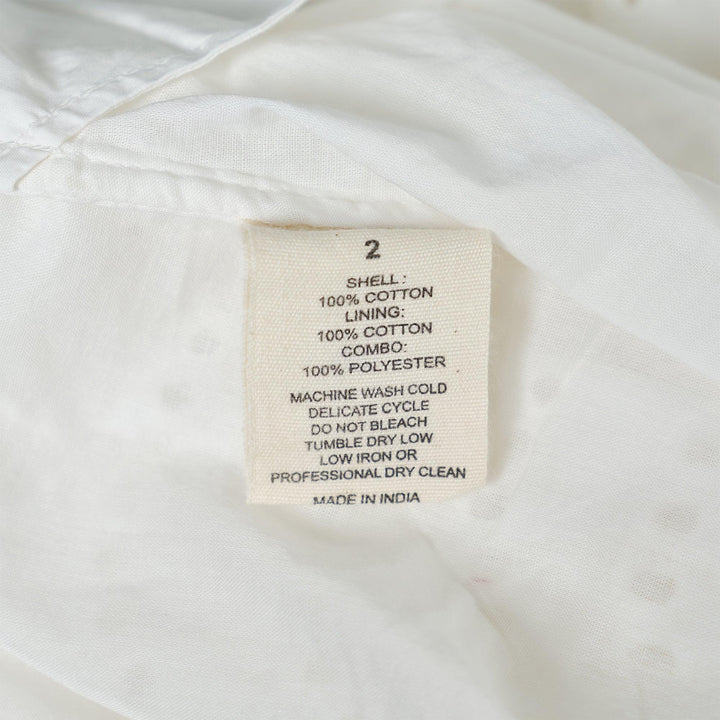 2
SHELL:
100% COTTON
LINING:
100% COTTON
COMBO:
100% POLYESTER
MACHINE WASH COLD
DELICATE CYCLE
DO NOT BLEACH
TUMBLE DRY LOW
LOW IRON OR
PROFESSIONAL DRY CLEAN
MADE IN INDIA